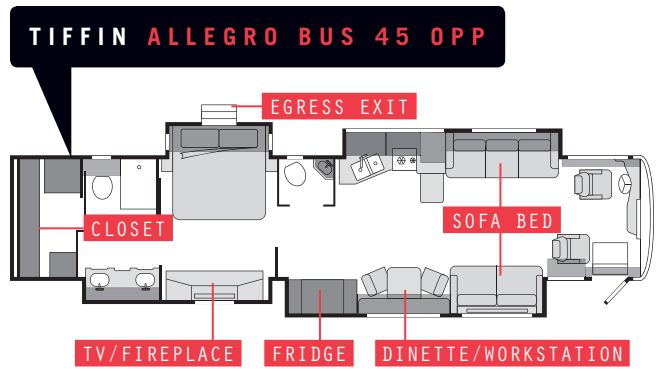 TIFFIN ALLEGRO BUS 45 OPP
EGRESS EXIT
CLOSET
SOFA BED
TV/FIREPLACE
FRIDGE
DINETTE/WORKSTATION